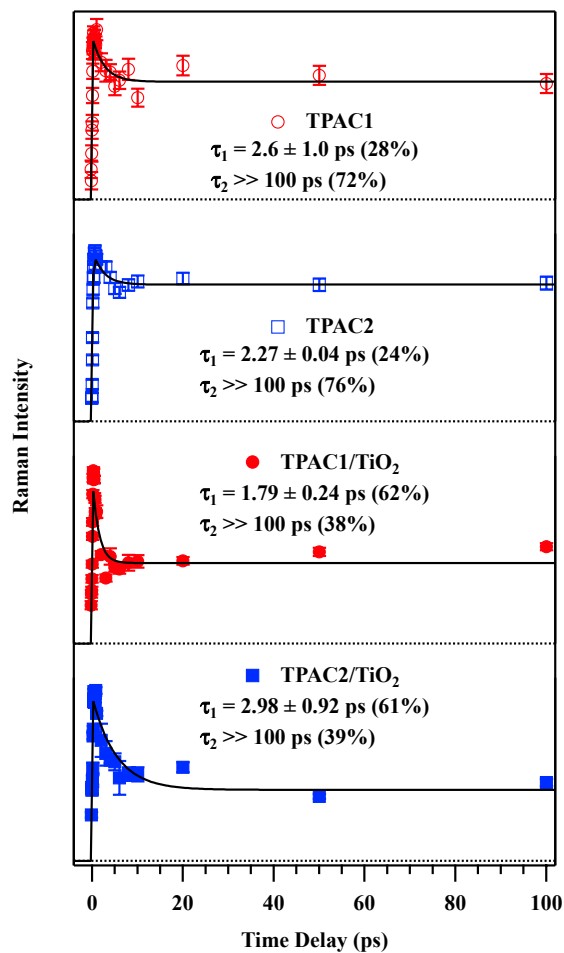 TPAC1
τ1 = 2.6 ± 1.0 ps (28%)
τ2 >> 100 ps (72%)
TPAC2
τ1 = 2.27 ± 0.04 ps (24%)
τ2 >> 100 ps (76%)
TPAC1/TiO2
τ1 = 1.79 ± 0.24 ps (62%)
τ2 >> 100 ps (38%)
TPAC2/TiO2
τ1 = 2.98 ± 0.92 ps (61%)
τ2 >> 100 ps (39%)
Raman Intensity
0 20 40 60 80 100
Time Delay (ps)